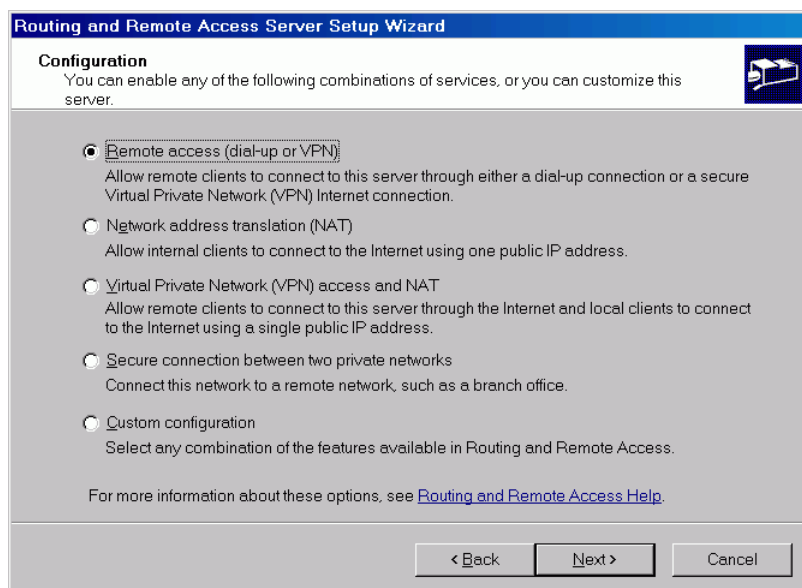 Routing and Remote Access Server Setup Wizard
Configuration
You can enable any of the following combinations of services, or you can customize this
server.
Remote access (dial-up or VPN)
Allow remote clients to connect to this server through either a dial-up connection or a secure
Virtual Private Network (VPN) Internet connection.
Network address translation (NAT)
Allow internal clients to connect to the Internet using one public IP address.
Virtual Private Network (VPN) access and NAT
Allow remote clients to connect to this server through the Internet and local clients to connect
to the Internet using a single public IP address.
Secure connection between two private networks
Connect this network to a remote network, such as a branch office.
Custom configuration
Select any combination of the features available in Routing and Remote Access.
For more information about these options, see Routing and Remote Access Help.
< Back Next > Cancel